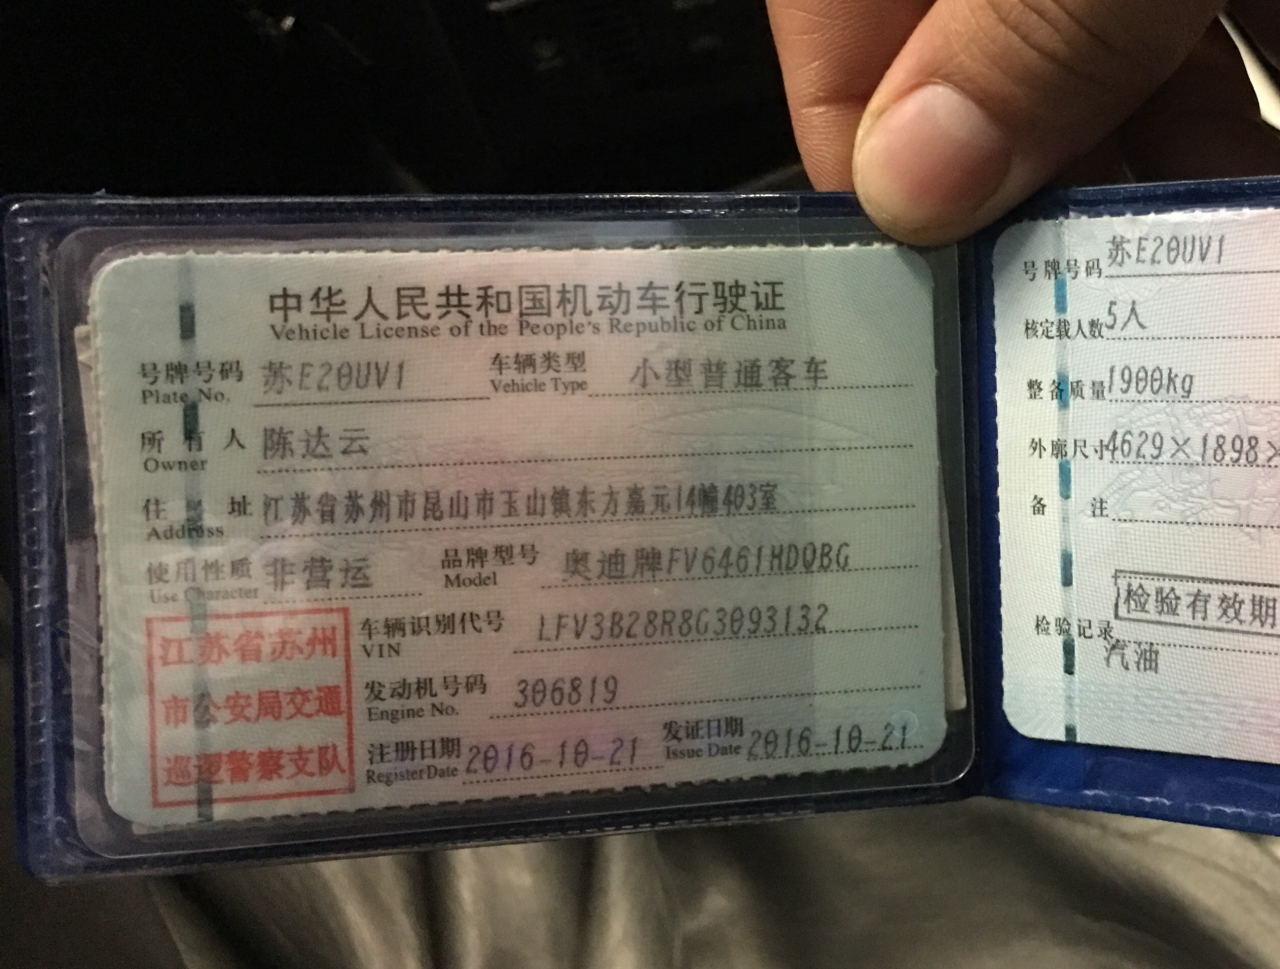 中华人民共和国机动车行驶证
Vehicle License of the People's Republic of China
号牌号码 苏E20UV1 车辆类型 小型普通客车
Plate No. Vehicle Type
所有人 陈达云
Owner
住址 江苏省苏州市昆山市玉山镇东方嘉元14幢403室
Address
使用性质 非营运 品牌型号 奥迪牌FV6461HDQBG
Use Character Model
江苏省苏州
市公安局交通
巡逻警察支队
车辆识别代号 LFV3B28R8G3093132
VIN
发动机号码 306819
Engine No.
注册日期 2016-10-21 发证日期 2016-10-21
Register Date Issue Date
号牌号码 苏E20UV1
核定载人数 5人
整备质量 1900kg
外廓尺寸 4629×1898×
备注
检验有效期
检验记录
汽油